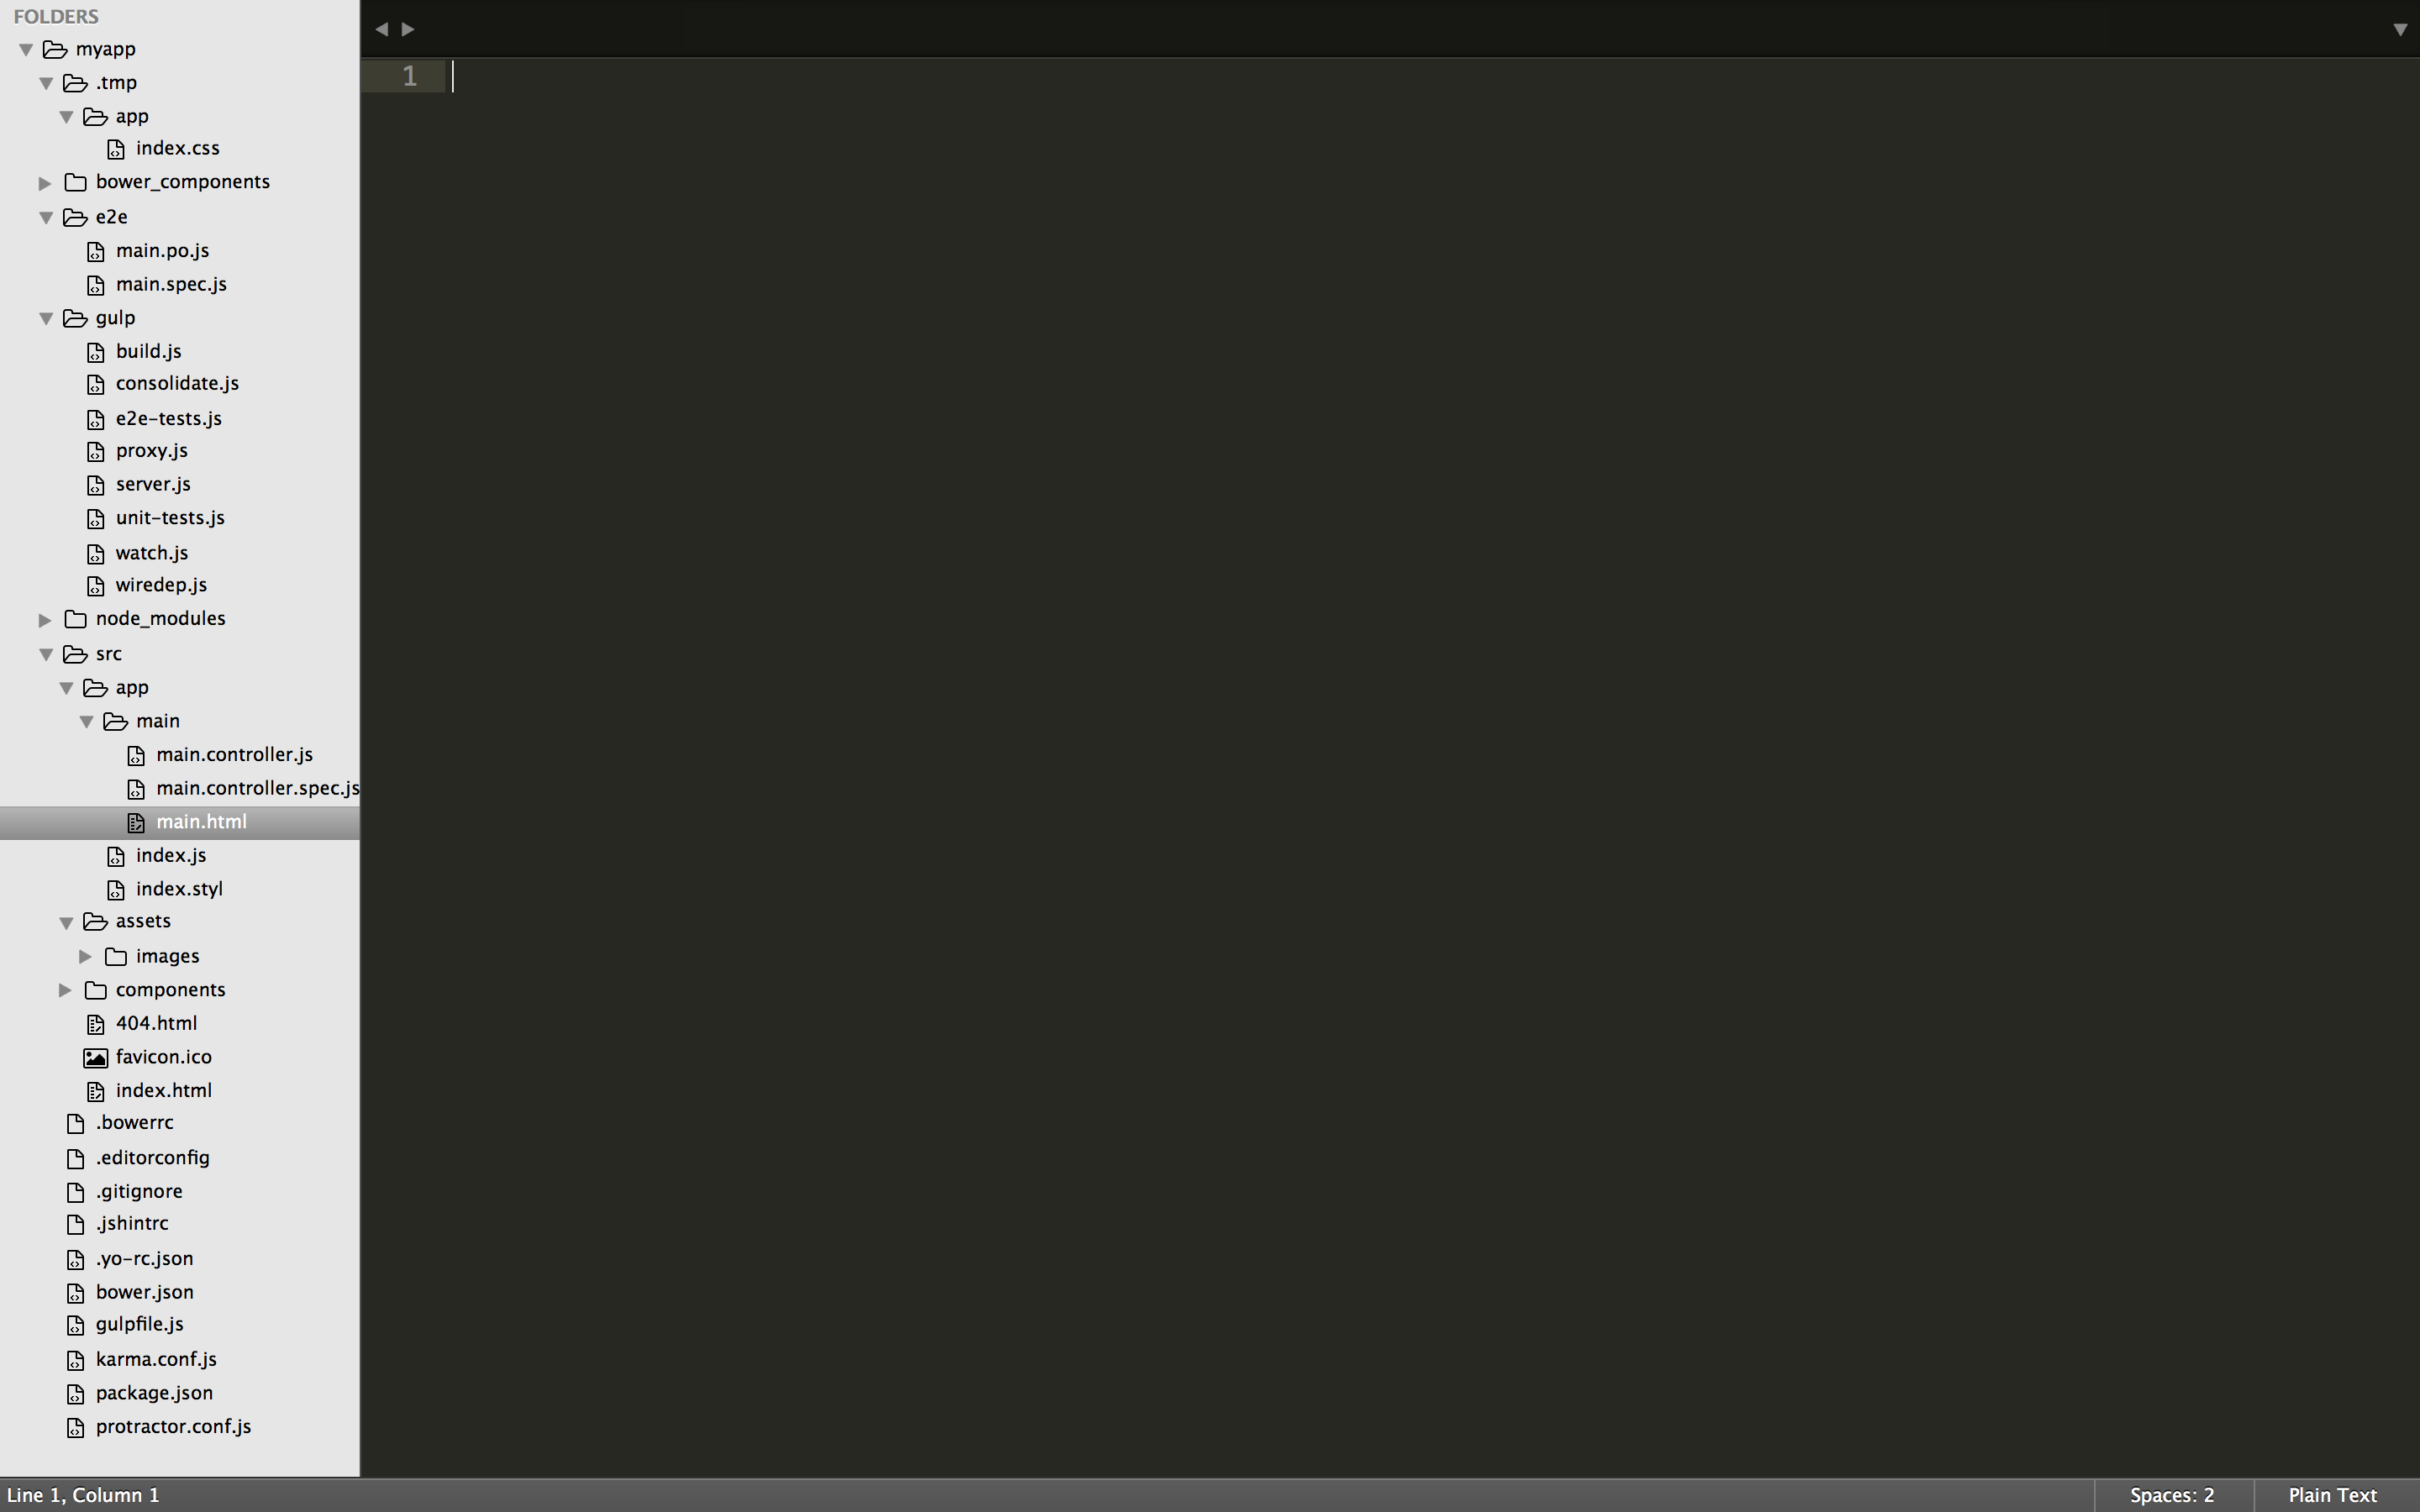 FOLDERS
myapp
.tmp
app
index.css
bower_components
e2e
main.po.js
main.spec.js
gulp
build.js
consolidate.js
e2e-tests.js
proxy.js
server.js
unit-tests.js
watch.js
wiredep.js
node_modules
src
app
main
main.controller.js
main.controller.spec.js
main.html
index.js
index.styl
assets
images
components
404.html
favicon.ico
index.html
.bowerrc
.editorconfig
.gitignore
.jshintrc
.yo-rc.json
bower.json
gulpfile.js
karma.conf.js
package.json
protractor.conf.js
1
Line 1, Column 1
Spaces: 2
Plain Text